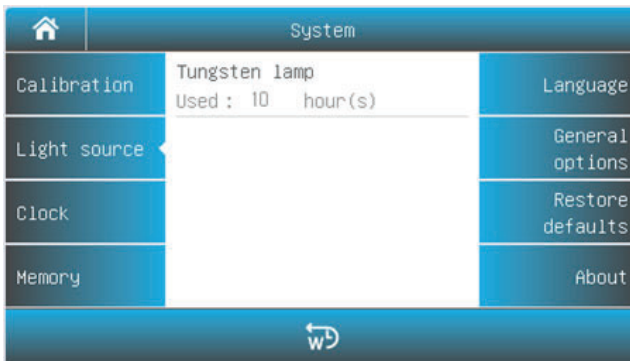 System
Calibration
Light source
Clock
Memory
Tungsten lamp
Used : 10 hour(s)
Language
General
options
Restore
defaults
About
W